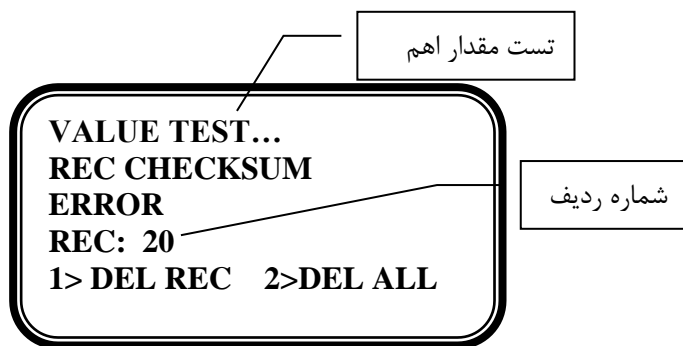 تست مقدار اهم
VALUE TEST...
REC CHECKSUM
ERROR
REC: 20
شماره ردیف
1> DEL REC 2>DEL ALL